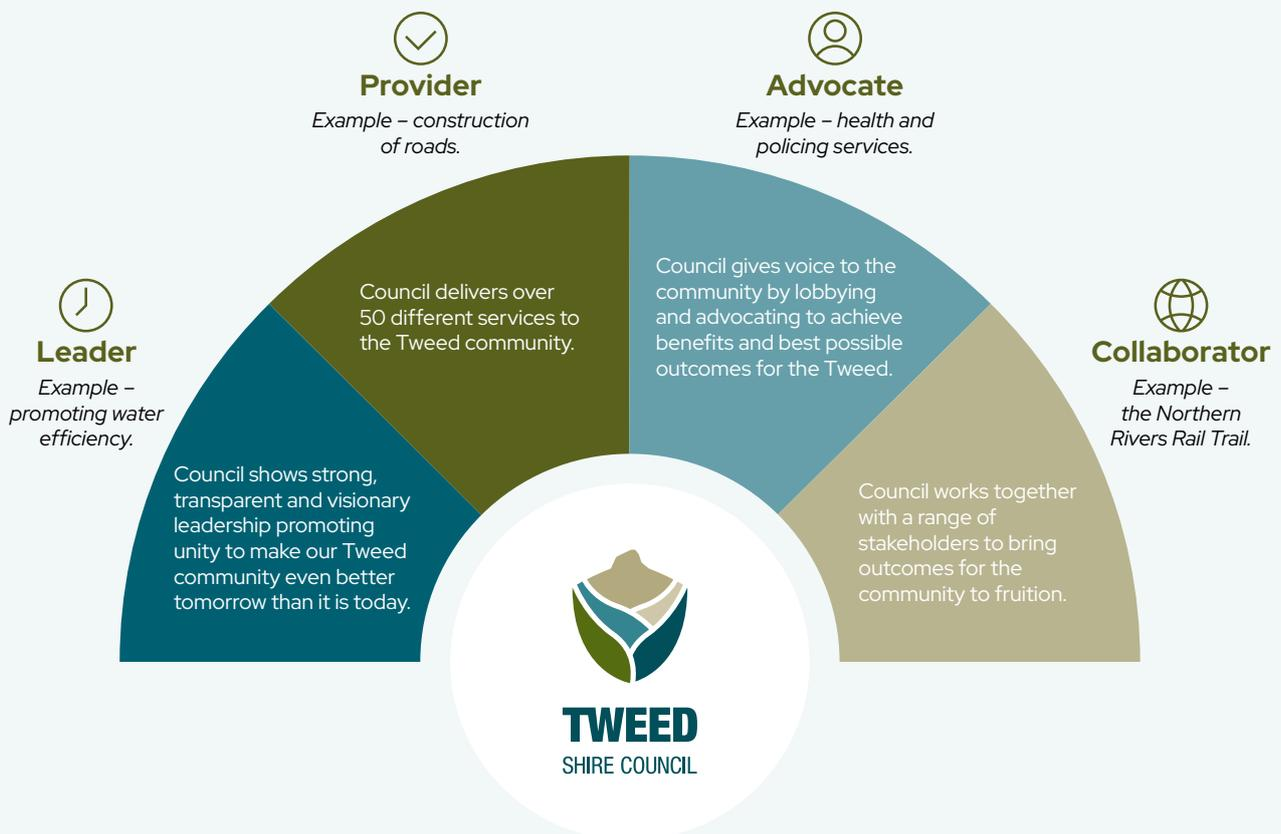 Provider
Example – construction
of roads.
Advocate
Example – health and
policing services.
Leader
Example –
promoting water
efficiency.
Collaborator
Example –
the Northern
Rivers Rail Trail.
Council delivers over
50 different services to
the Tweed community.
Council gives voice to the
community by lobbying
and advocating to achieve
benefits and best possible
outcomes for the Tweed.
Council shows strong,
transparent and visionary
leadership promoting
unity to make our Tweed
community even better
tomorrow than it is today.
Council works together
with a range of
stakeholders to bring
outcomes for the
community to fruition.
TWEED
SHIRE COUNCIL